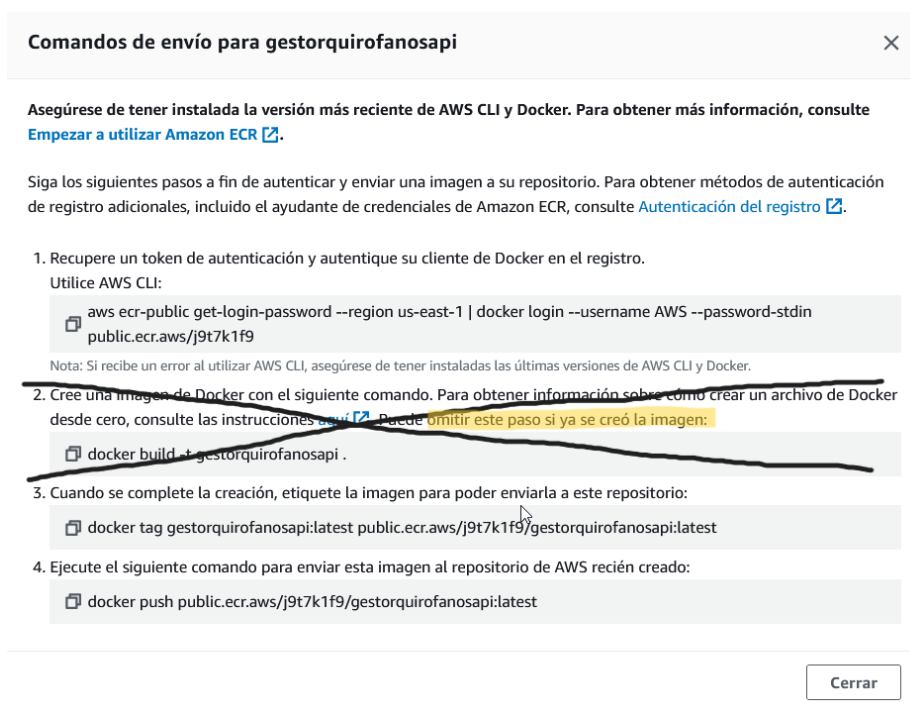 Comandos de envío para gestorquirofanosapi
Asegúrese de tener instalada la versión más reciente de AWS CLI y Docker. Para obtener más información, consulte
Empezar a utilizar Amazon ECR.
Siga los siguientes pasos a fin de autenticar y enviar una imagen a su repositorio. Para obtener métodos de autenticación
de registro adicionales, incluido el ayudante de credenciales de Amazon ECR, consulte Autenticación del registro.
1. Recupere un token de autenticación y autentique su cliente de Docker en el registro.
Utilice AWS CLI:
aws ecr-public get-login-password --region us-east-1 | docker login --username AWS --password-stdin
public.ecr.aws/j9t7k1f9
Nota: Si recibe un error al utilizar AWS CLI, asegúrese de tener instaladas las últimas versiones de AWS CLI y Docker.
2. Cree una imagen de Docker con el siguiente comando. Para obtener información sobre cómo crear un archivo de Docker
desde cero, consulte las instrucciones aquí. Puede omitir este paso si ya se creó la imagen:
docker build -t gestorquirofanosapi .
3. Cuando se complete la creación, etiquete la imagen para poder enviarla a este repositorio:
docker tag gestorquirofanosapi:latest public.ecr.aws/j9t7k1f9/gestorquirofanosapi:latest
4. Ejecute el siguiente comando para enviar esta imagen al repositorio de AWS recién creado:
docker push public.ecr.aws/j9t7k1f9/gestorquirofanosapi:latest
Cerrar